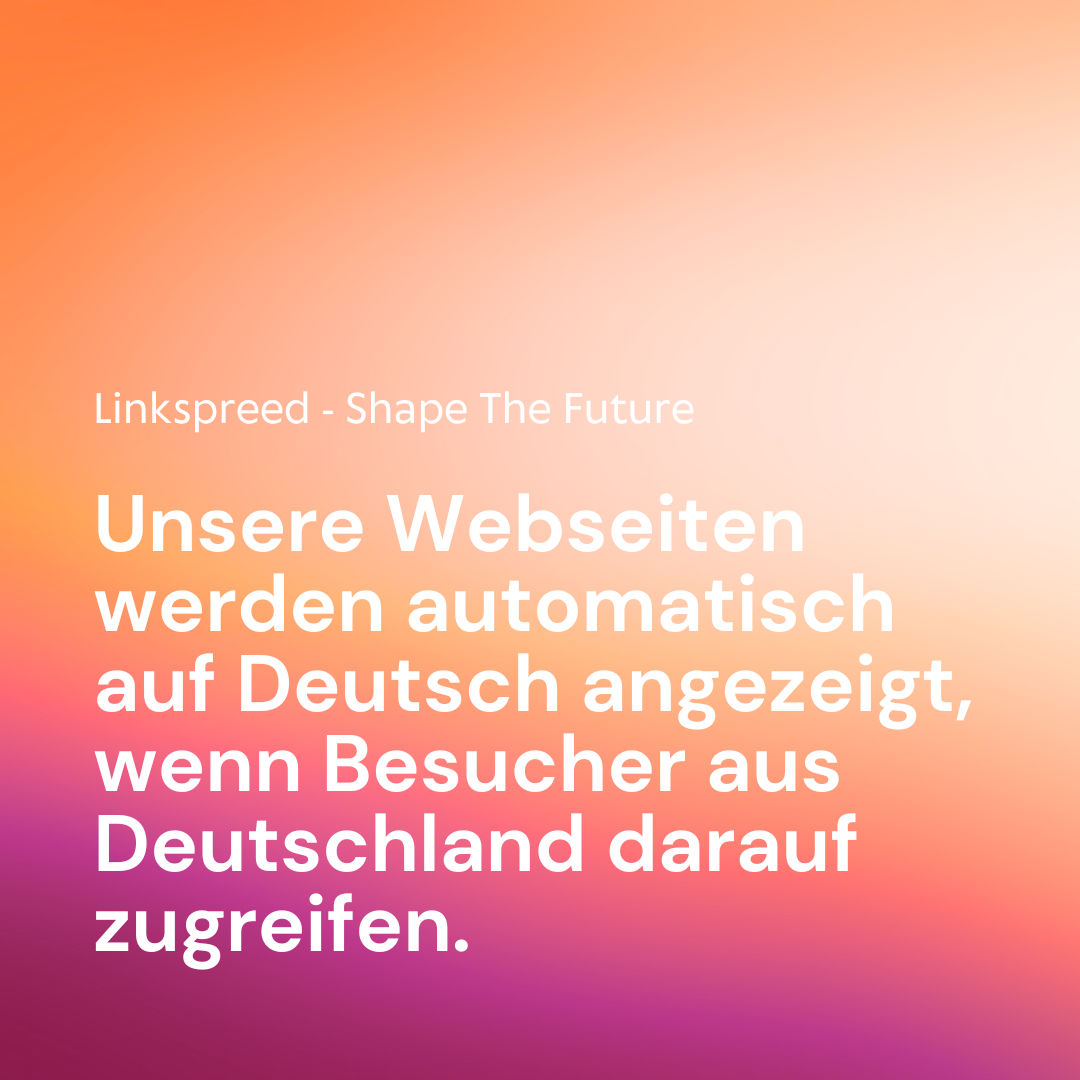 Linkspreed - Shape The Future
Unsere Webseiten
werden automatisch
auf Deutsch angezeigt,
wenn Besucher aus
Deutschland darauf
zugreifen.